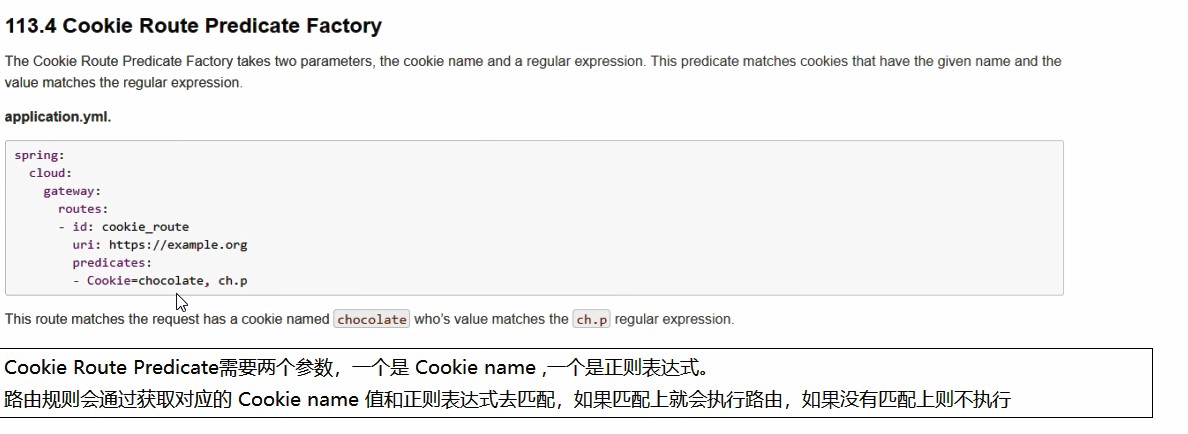 113.4 Cookie Route Predicate Factory
The Cookie Route Predicate Factory takes two parameters, the cookie name and a regular expression. This predicate matches cookies that have the given name and the
value matches the regular expression.
application.yml.
spring:
  cloud:
    gateway:
      routes:
      - id: cookie_route
        uri: https://example.org
        predicates:
        - Cookie=chocolate, ch.p
This route matches the request has a cookie named chocolate who's value matches the ch.p regular expression.
Cookie Route Predicate需要两个参数，一个是 Cookie name ,一个是正则表达式。
路由规则会通过获取对应的 Cookie name 值和正则表达式去匹配，如果匹配上就会执行路由，如果没有匹配上则不执行